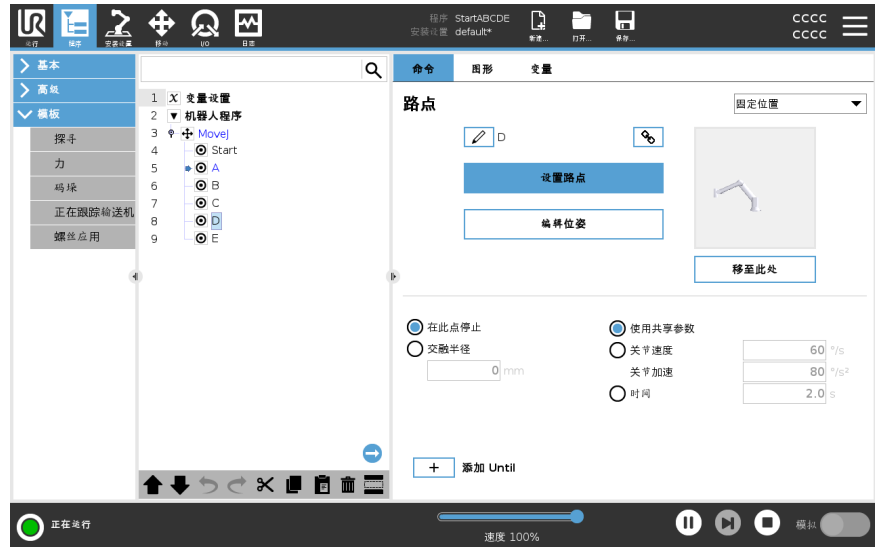 UR
运行
程序
安装设置
移动
I/O
日志
程序 StartABCDE
安装设置 default*
新建...
打开...
保存...
CCCC
CCCC
基本
高级
模板
探寻
力
码垛
正在跟踪输送机
螺丝应用
1 X 变量设置
2 机器人程序
3 MoveJ
4 Start
5 A
6 B
7 C
8 D
9 E
命令 图形 变量
路点
固定位置
D
设置路点
编辑位姿
移至此处
在此点停止
交融半径
0 mm
使用共享参数
关节速度 60 °/s
关节加速 80 °/s²
时间 2.0 s
+ 添加 Until
正在运行
速度 100%
模拟